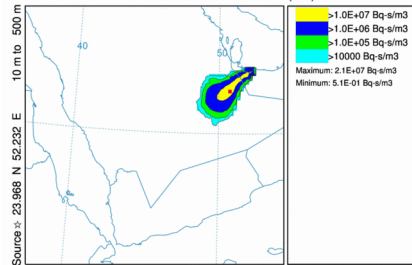 >1.0E+07 Bq-s/m3
>1.0E+06 Bq-s/m3
>1.0E+05 Bq-s/m3
>10000 Bq-s/m3
Maximum: 2.1E+07 Bq-s/m3
Minimum: 5.1E-01 Bq-s/m3
40
50
Source ☆ 23.968 N 52.232 E
10 m to 500 m